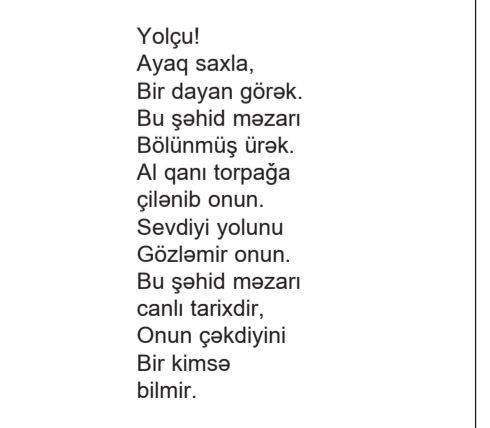 Yolçu!
Ayaq saxla,
Bir dayan görək.
Bu şəhid məzarı
Bölünmüş ürək.
Al qanı torpağa
çilənib onun.
Sevdiyi yolunu
Gözləmir onun.
Bu şəhid məzarı
canlı tarixdir,
Onun çəkdiyini
Bir kimsə
bilmir.